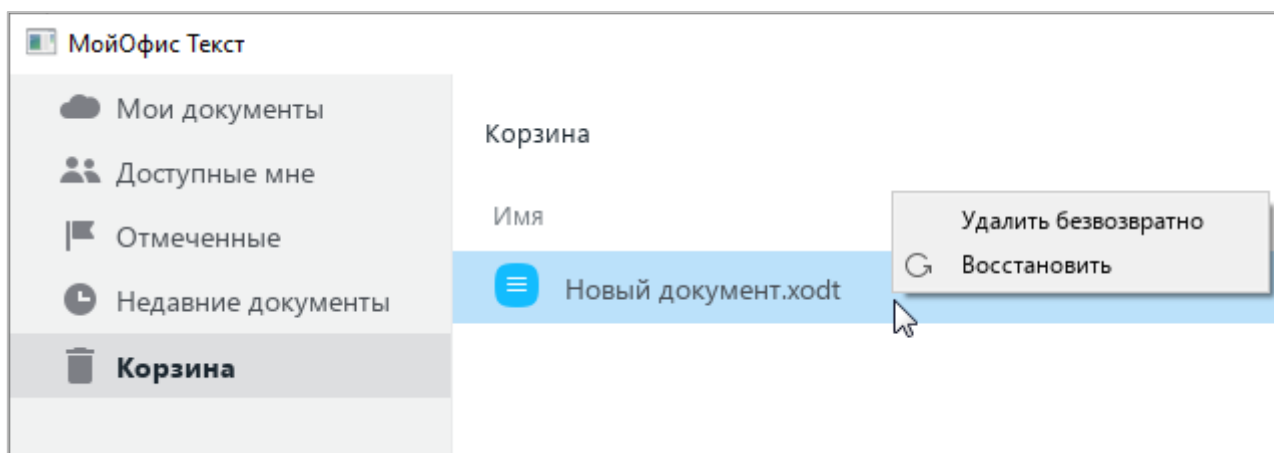 МойОфис Текст
Мои документы
Доступные мне
Отмеченные
Недавние документы
Корзина
Корзина
Имя
Новый документ.xodt
Удалить безвозвратно
Восстановить